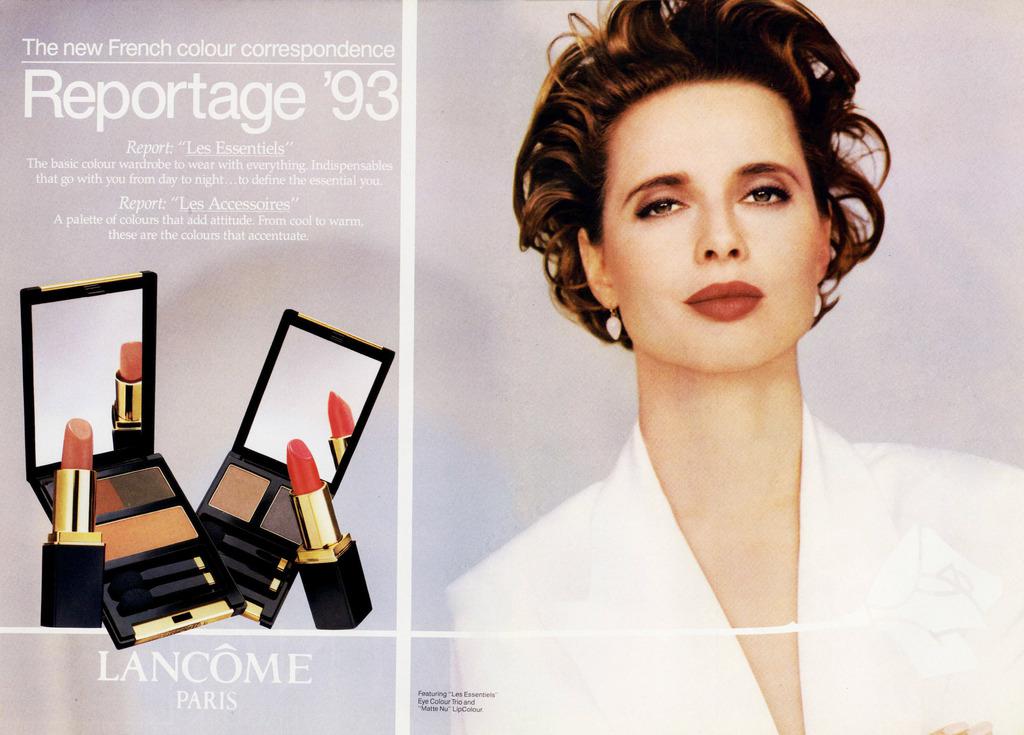 The new French colour correspondence
Reportage '93
Report: "Les Essentiels"
The basic colour wardrobe to wear with everything. Indispensables
that go with you from day to night...to define the essential you.
Report: "Les Accessoires"
A palette of colours that add attitude. From cool to warm,
these are the colours that accentuate.
LANCÔME
PARIS
Featuring "Les Essentiels"
Eye Colour Trio and
"Matte Nu" LipColour.